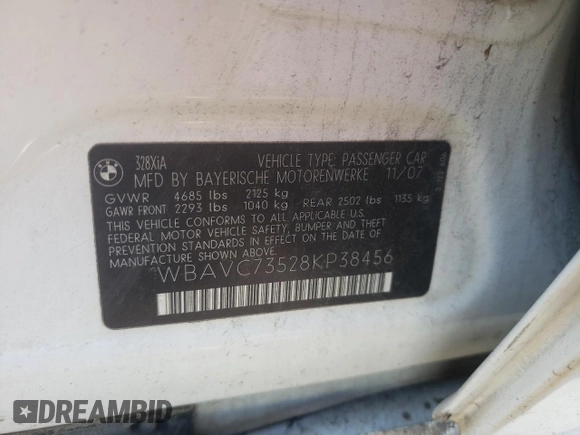 BMW
328XiA
VEHICLE TYPE: PASSENGER CAR
MFD BY BAYERISCHE MOTORENWERKE 11/07
GVWR 4685 lbs 2125 kg
GAWR FRONT 2293 lbs 1040 kg REAR 2502 lbs 1135 kg
THIS VEHICLE CONFORMS TO ALL APPLICABLE U.S.
FEDERAL MOTOR VEHICLE SAFETY, BUMPER AND THEFT
PREVENTION STANDARDS IN EFFECT ON THE DATE OF
MANUFACTURE SHOWN ABOVE.
WBAVC73528KP38456
DREAMBID